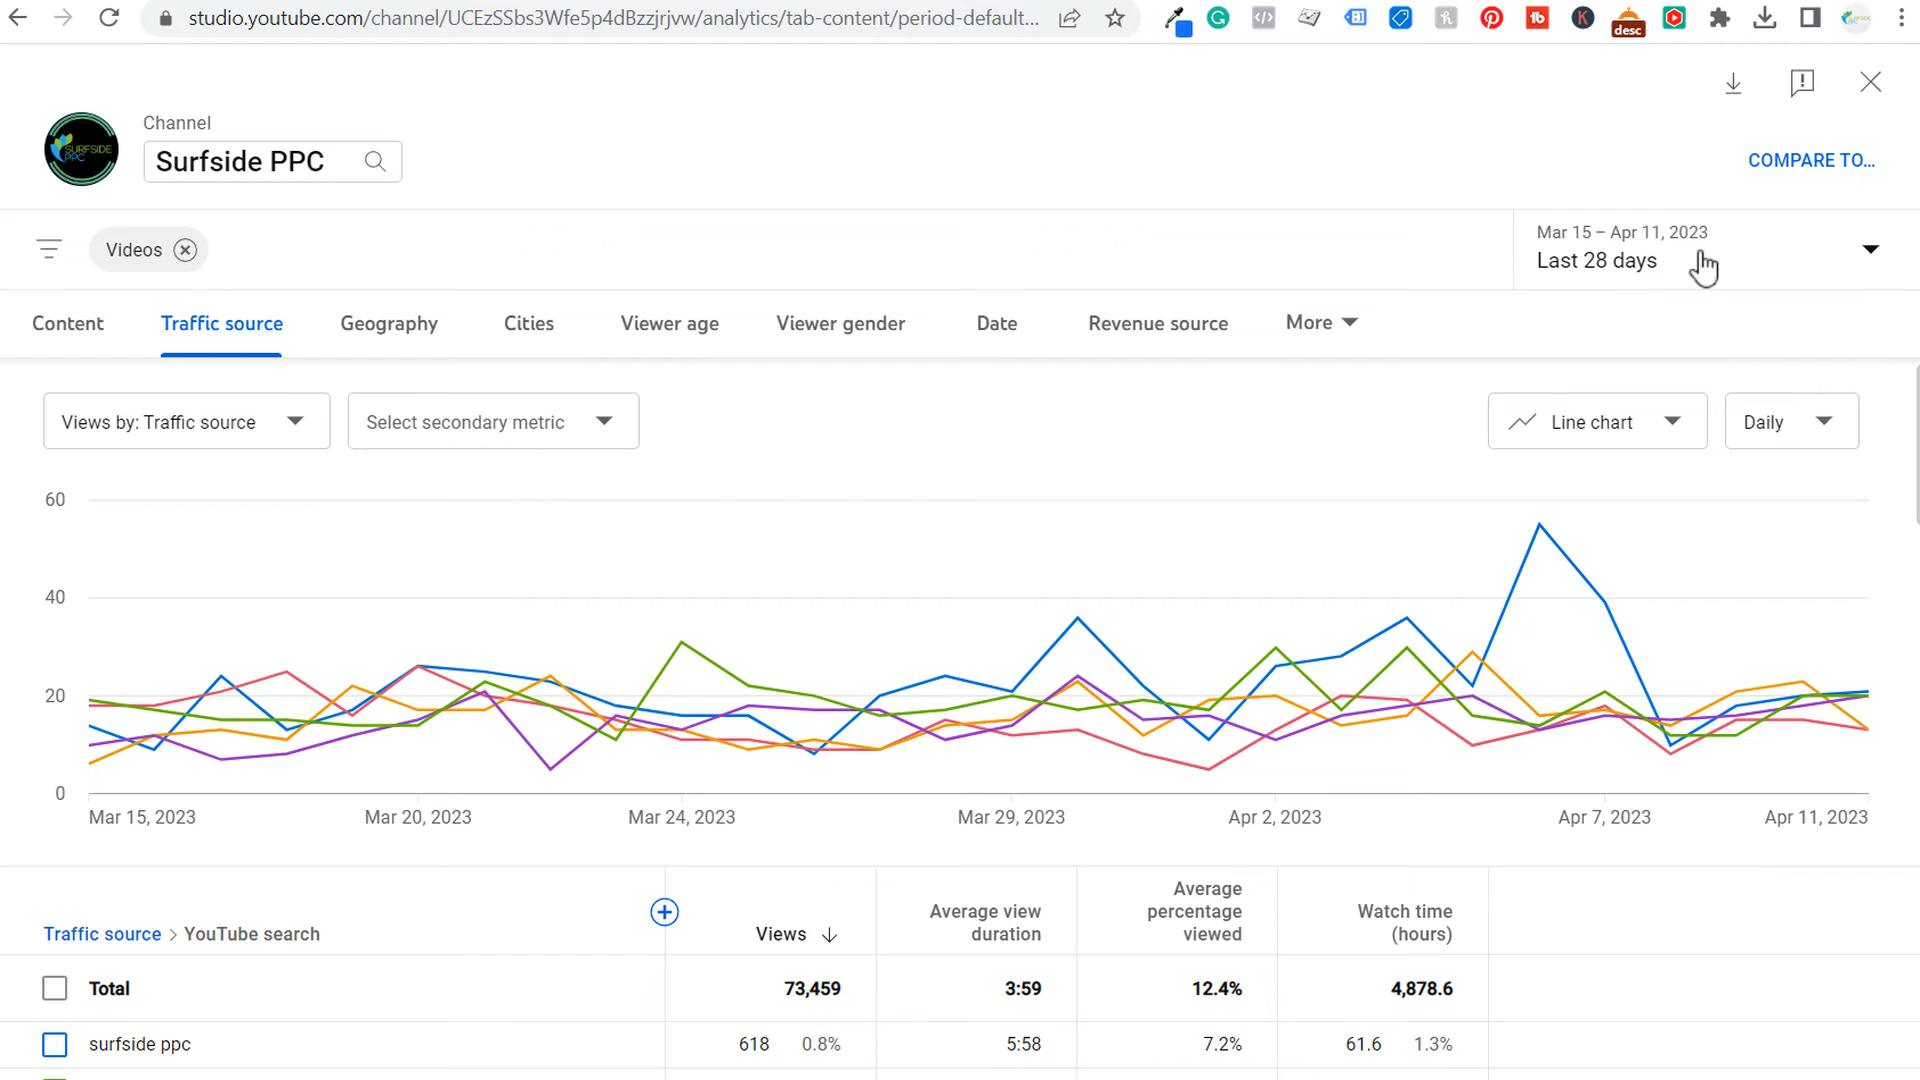 studio.youtube.com/channel/UCEzSSbs3Wfe5p4dBzzjrjvw/analytics/tab-content/period-default...
desc
SURFSIDE
PPC
Channel
Surfside PPC
COMPARE TO...
Videos
Mar 15 – Apr 11, 2023
Last 28 days
Content
Traffic source
Geography
Cities
Viewer age
Viewer gender
Date
Revenue source
More
Views by: Traffic source
Select secondary metric
Line chart
Daily
60
40
20
0
Mar 15, 2023
Mar 20, 2023
Mar 24, 2023
Mar 29, 2023
Apr 2, 2023
Apr 7, 2023
Apr 11, 2023
Traffic source > YouTube search
Views
Average view
duration
Average
percentage
viewed
Watch time
(hours)
Total
73,459
3:59
12.4%
4,878.6
surfside ppc
618 0.8%
5:58
7.2%
61.6 1.3%